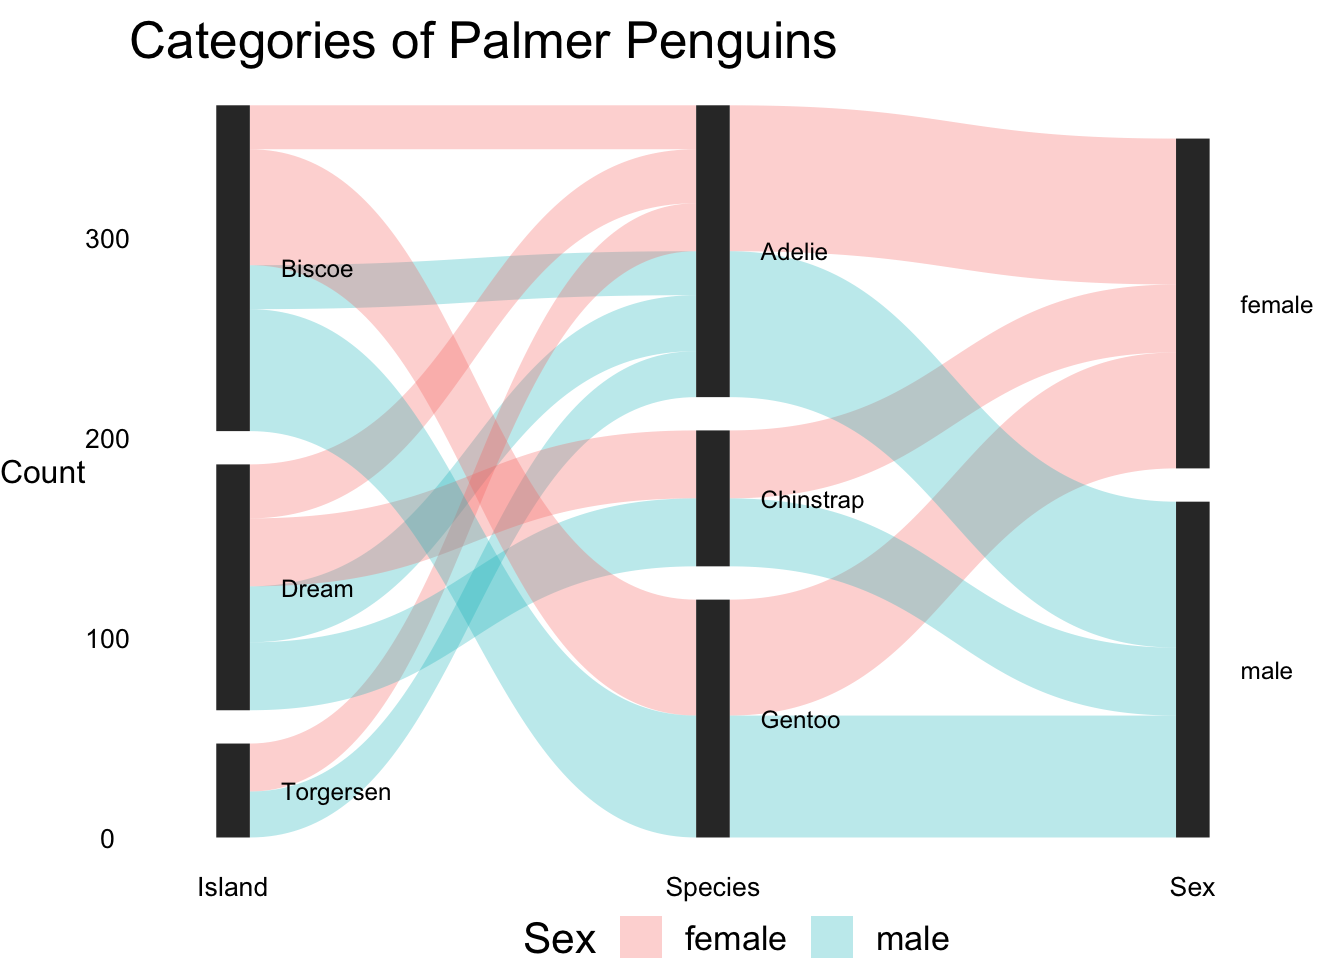 Categories of Palmer Penguins
300
Biscoe
Adelie
female
200
Count
Chinstrap
Dream
100
male
Gentoo
Torgersen
0
Island Species Sex
Sex female male